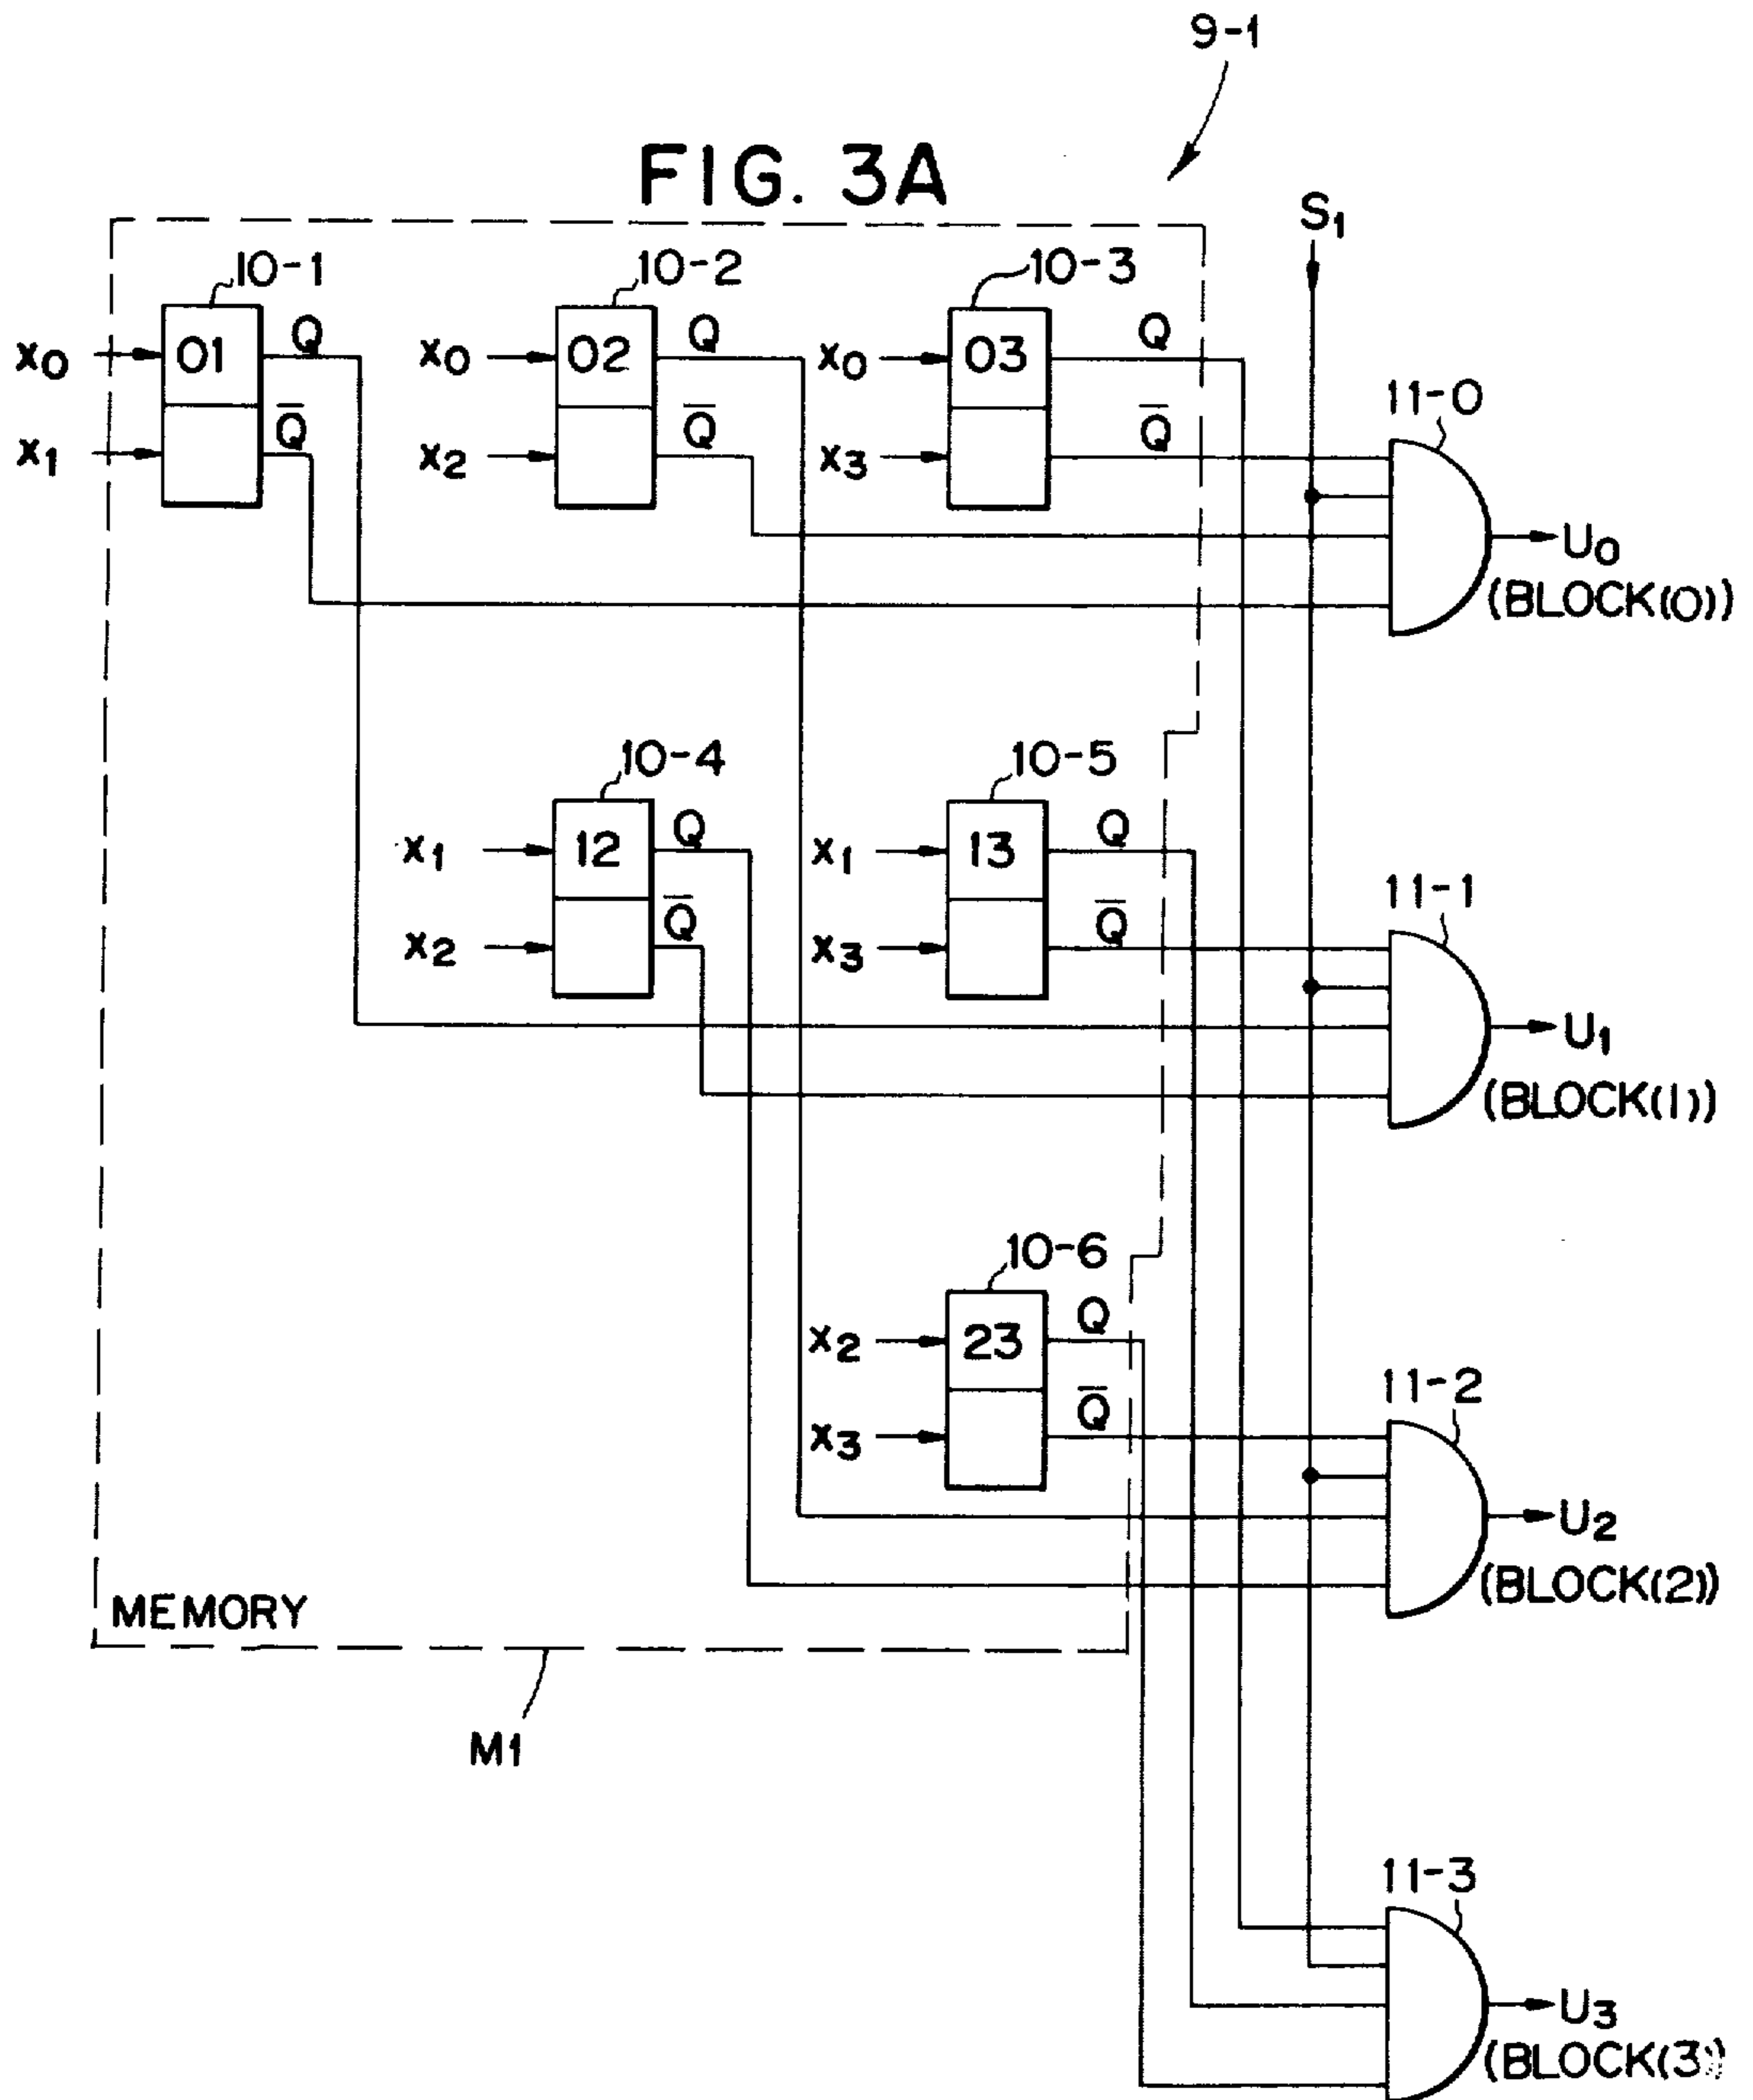 9-1
FIG. 3A
S₁
10-1
10-2
10-3
x₀ 01 Q
x₀ 02 Q
x₀ 03 Q
x₁ Q̅
x₂ Q̅
x₃ Q̅
11-0
U₀
(BLOCK(0))
10-4
10-5
x₁ 12 Q
x₁ 13 Q
x₂ Q̅
x₃ Q̅
11-1
U₁
(BLOCK(1))
10-6
x₂ 23 Q
x₃ Q̅
11-2
U₂
(BLOCK(2))
MEMORY
M1
11-3
U₃
(BLOCK(3))